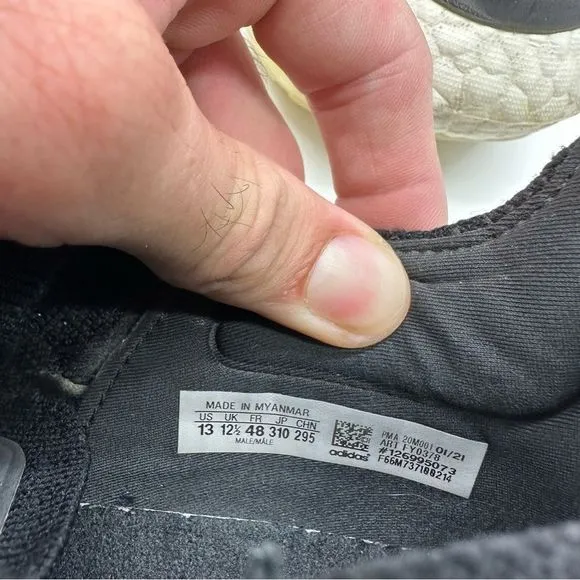 MADE IN MYANMAR
US UK FR JP CHN
13 12½ 48 310 295
MALE/MÂLE
adidas
PMA 20M001 01/21
ART FY0378
#126995073
F66M737100214